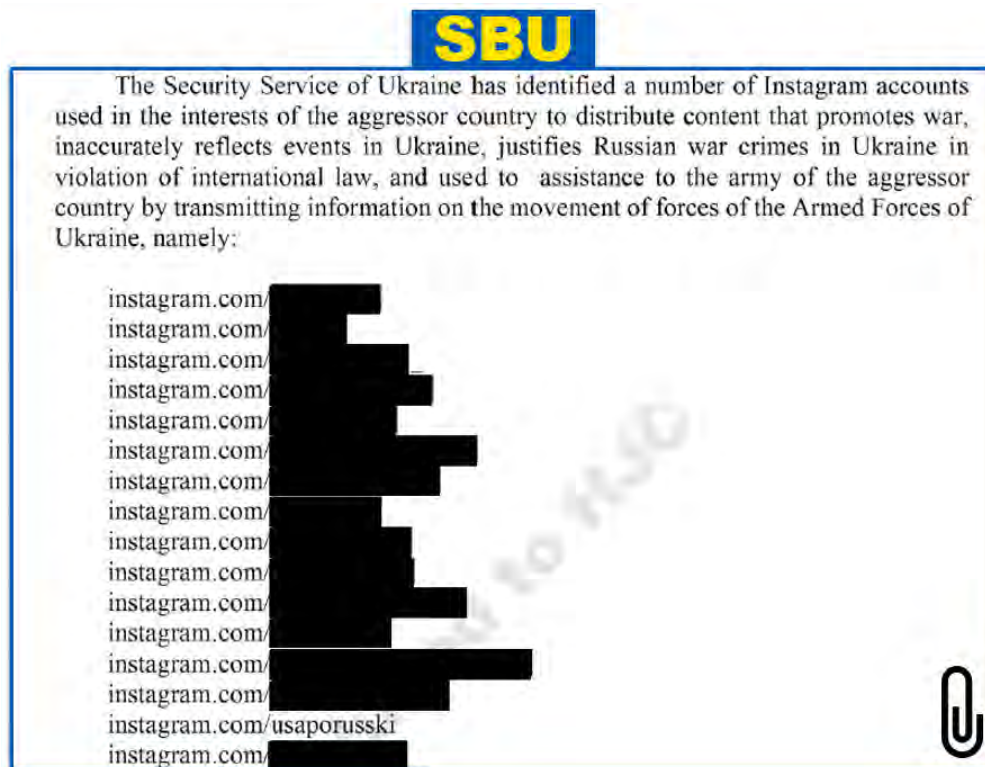 SBU
The Security Service of Ukraine has identified a number of Instagram accounts
used in the interests of the aggressor country to distribute content that promotes war,
inaccurately reflects events in Ukraine, justifies Russian war crimes in Ukraine in
violation of international law, and used to assistance to the army of the aggressor
country by transmitting information on the movement of forces of the Armed Forces of
Ukraine, namely:
instagram.com/
instagram.com/
instagram.com/
instagram.com/
instagram.com/
instagram.com/
instagram.com/
instagram.com/
instagram.com/
instagram.com/
instagram.com/
instagram.com/
instagram.com/
instagram.com/
instagram.com/usaporusski
instagram.com/
to HJC